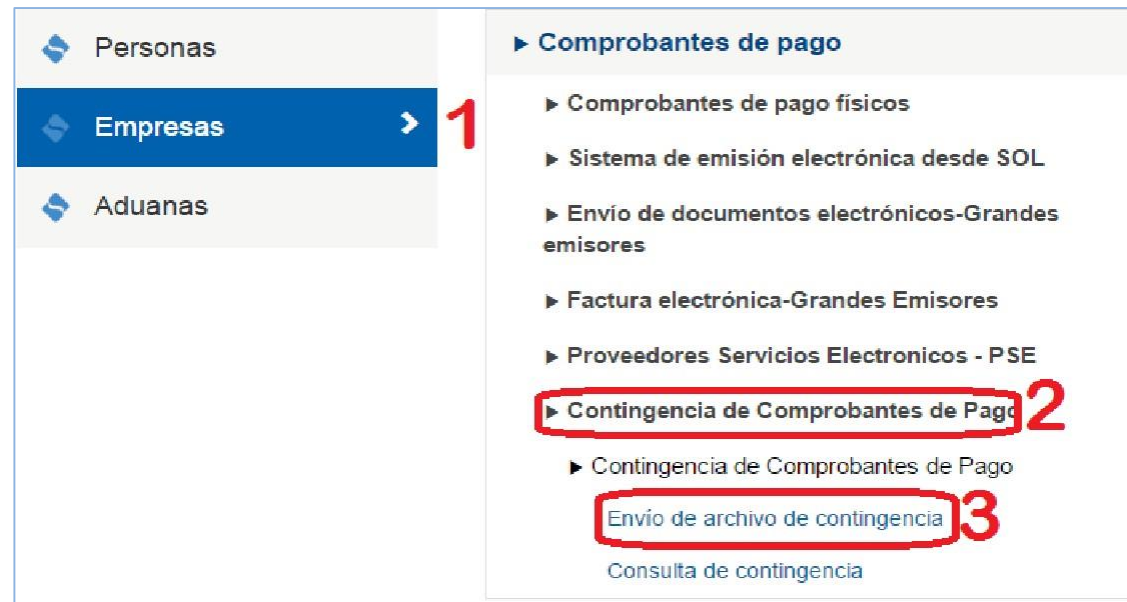 Personas
Empresas
1
Aduanas
Comprobantes de pago
Comprobantes de pago físicos
Sistema de emisión electrónica desde SOL
Envío de documentos electrónicos-Grandes
emisores
Factura electrónica-Grandes Emisores
Proveedores Servicios Electronicos - PSE
Contingencia de Comprobantes de Pago
2
Contingencia de Comprobantes de Pago
Envío de archivo de contingencia
3
Consulta de contingencia